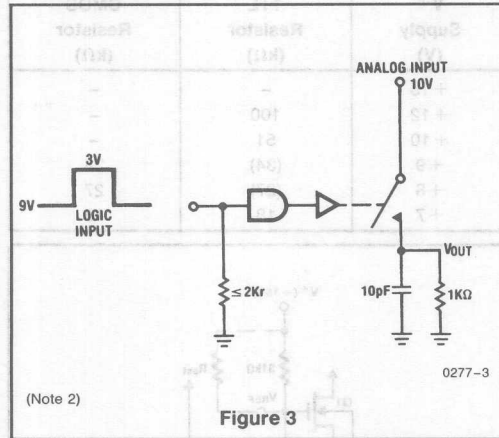 ANALOG INPUT
10V
3V
9V
LOGIC
INPUT
VOUT
≤ 2Kr
10pF
1KΩ
0277–3
(Note 2)
Figure 3